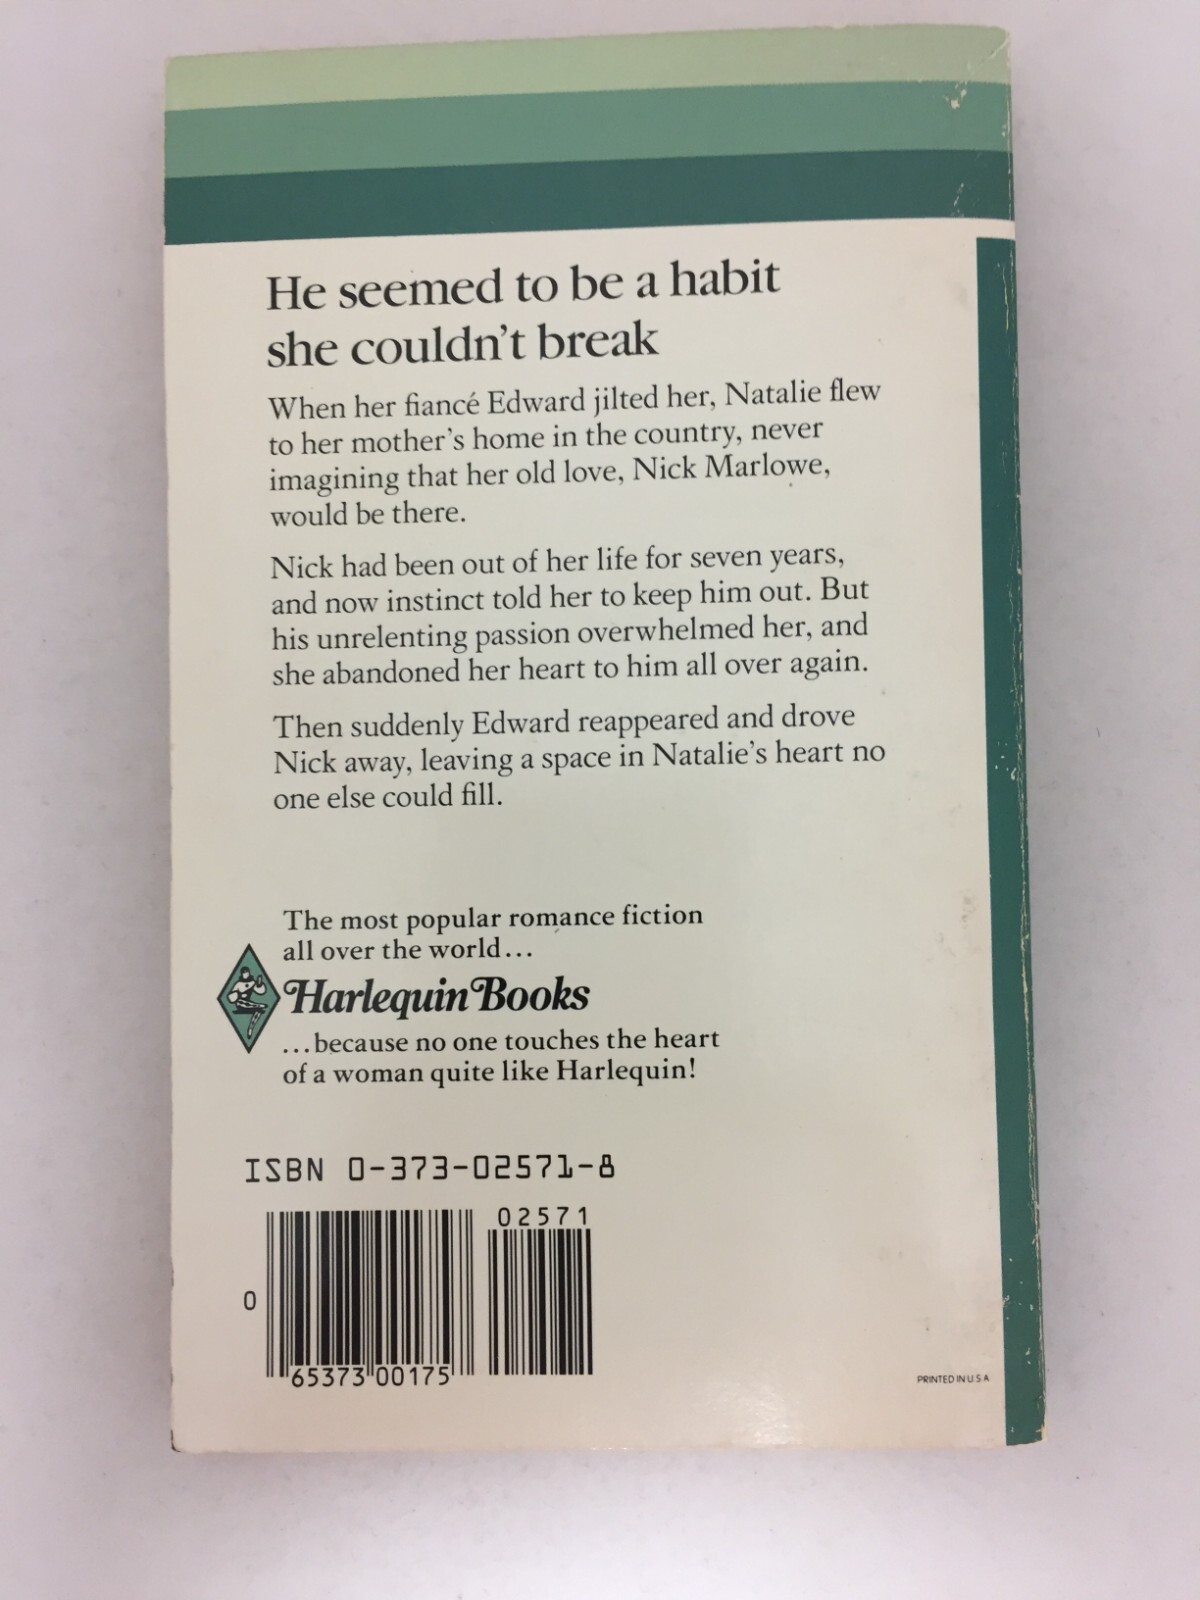 He seemed to be a habit
she couldn't break
When her fiancé Edward jilted her, Natalie flew
to her mother's home in the country, never
imagining that her old love, Nick Marlowe,
would be there.
Nick had been out of her life for seven years,
and now instinct told her to keep him out. But
his unrelenting passion overwhelmed her, and
she abandoned her heart to him all over again.
Then suddenly Edward reappeared and drove
Nick away, leaving a space in Natalie's heart no
one else could fill.
The most popular romance fiction
all over the world...
Harlequin Books
...because no one touches the heart
of a woman quite like Harlequin!
ISBN 0-373-02571-8
02571
0
65373 00175
PRINTED IN U S A